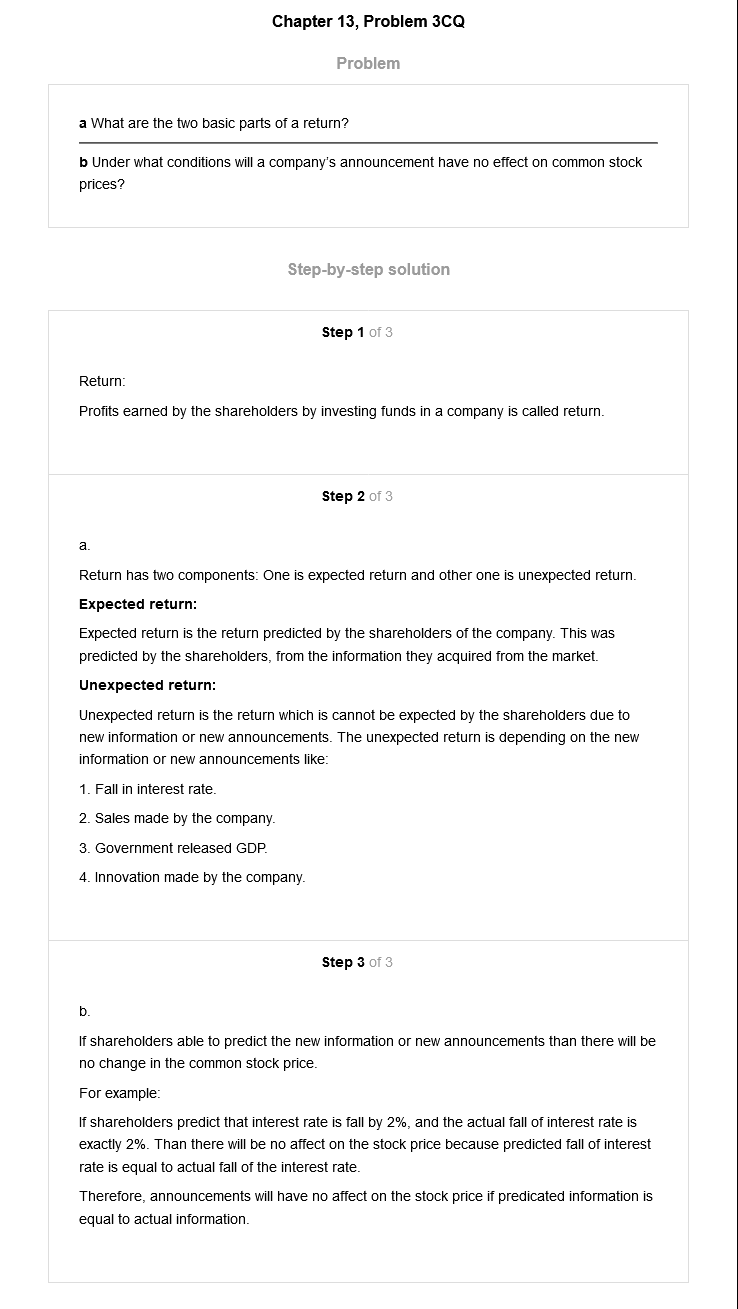 Chapter 13, Problem 3CQ
Problem
a What are the two basic parts of a return?
b Under what conditions will a company's announcement have no effect on common stock
prices?
Step-by-step solution
Step 1 of 3
Return:
Profits earned by the shareholders by investing funds in a company is called return.
Step 2 of 3
a.
Return has two components: One is expected return and other one is unexpected return.
Expected return:
Expected return is the return predicted by the shareholders of the company. This was
predicted by the shareholders, from the information they acquired from the market.
Unexpected return:
Unexpected return is the return which is cannot be expected by the shareholders due to
new information or new announcements. The unexpected return is depending on the new
information or new announcements like:
1. Fall in interest rate.
2. Sales made by the company.
3. Government released GDP.
4. Innovation made by the company.
Step 3 of 3
b.
If shareholders able to predict the new information or new announcements than there will be
no change in the common stock price.
For example:
If shareholders predict that interest rate is fall by 2%, and the actual fall of interest rate is
exactly 2%. Than there will be no affect on the stock price because predicted fall of interest
rate is equal to actual fall of the interest rate.
Therefore, announcements will have no affect on the stock price if predicated information is
equal to actual information.